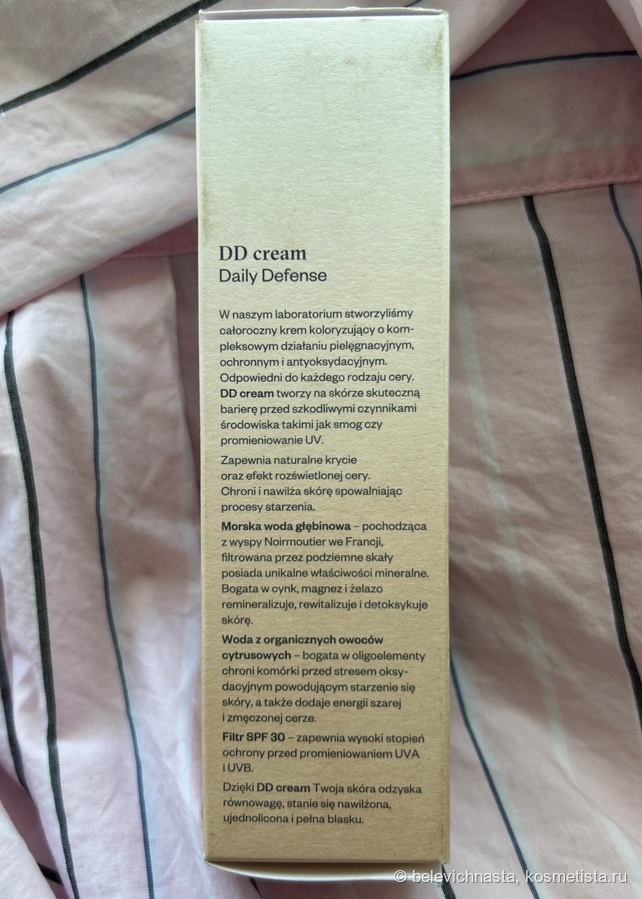 DD cream
Daily Defense
W naszym laboratorium stworzyliśmy
całoroczny krem koloryzujący o kom-
pleksowym działaniu pielęgnacyjnym,
ochronnym i antyoksydacyjnym.
Odpowiedni do każdego rodzaju cery.
DD cream tworzy na skórze skuteczną
barierę przed szkodliwymi czynnikami
środowiska takimi jak smog czy
promieniowanie UV.
Zapewnia naturalne krycie
oraz efekt rozświetlonej cery.
Chroni i nawilża skórę spowalniając
procesy starzenia.
Morska woda głębinowa – pochodząca
z wyspy Noirmoutier we Francji,
filtrowana przez podziemne skały
posiada unikalne właściwości mineralne.
Bogata w cynk, magnez i żelazo
remineralizuje, rewitalizuje i detoksykuje
skórę.
Woda z organicznych owoców
cytrusowych – bogata w oligoelementy
chroni komórki przed stresem oksy-
dacyjnym powodującym starzenie się
skóry, a także dodaje energii szarej
i zmęczonej cerze.
Filtr SPF 30 – zapewnia wysoki stopień
ochrony przed promieniowaniem UVA
i UVB.
Dzięki DD cream Twoja skóra odzyska
równowagę, stanie się nawilżona,
ujednolicona i pełna blasku.
© belevichnasta, kosmetista.ru